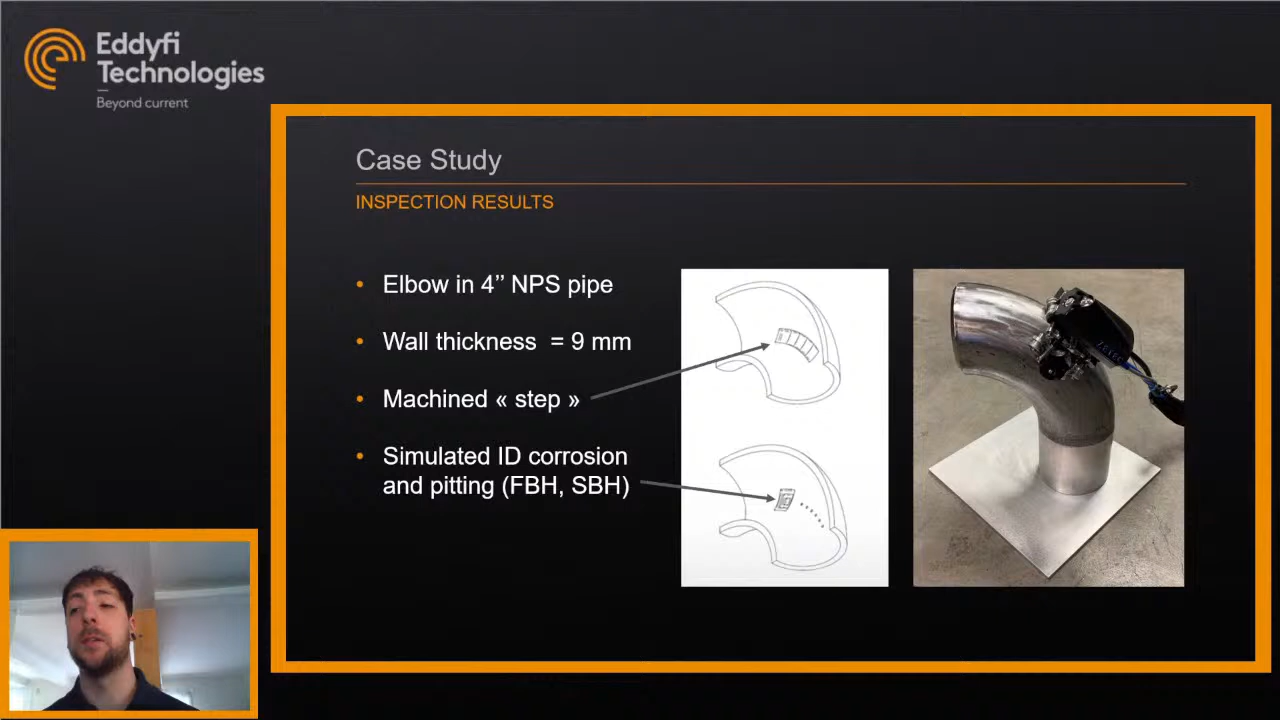 Eddyfi
Technologies
Beyond current
Case Study
INSPECTION RESULTS
• Elbow in 4’’ NPS pipe
• Wall thickness = 9 mm
• Machined « step »
• Simulated ID corrosion
and pitting (FBH, SBH)